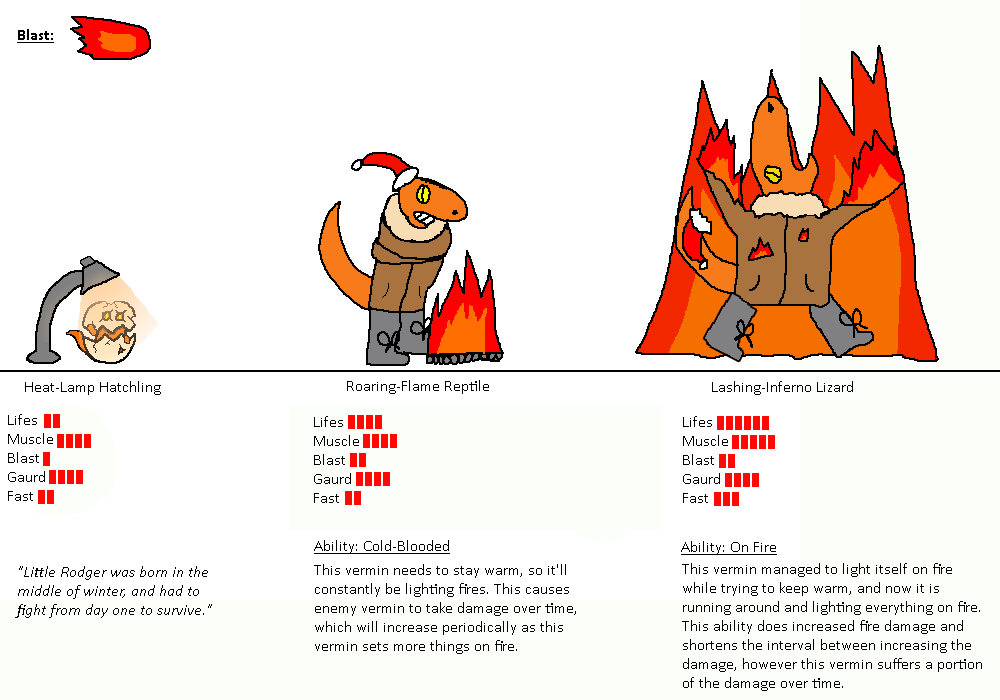 Blast:
Heat-Lamp Hatchling
Lifes
Muscle
Blast
Gaurd
Fast
"Little Rodger was born in the
middle of winter, and had to
fight from day one to survive."
Roaring-Flame Reptile
Lifes
Muscle
Blast
Gaurd
Fast
Ability: Cold-Blooded
This vermin needs to stay warm, so it'll
constantly be lighting fires. This causes
enemy vermin to take damage over time,
which will increase periodically as this
vermin sets more things on fire.
Lashing-Inferno Lizard
Lifes
Muscle
Blast
Gaurd
Fast
Ability: On Fire
This vermin managed to light itself on fire
while trying to keep warm, and now it is
running around and lighting everything on fire.
This ability does increased fire damage and
shortens the interval between increasing the
damage, however this vermin suffers a portion
of the damage over time.